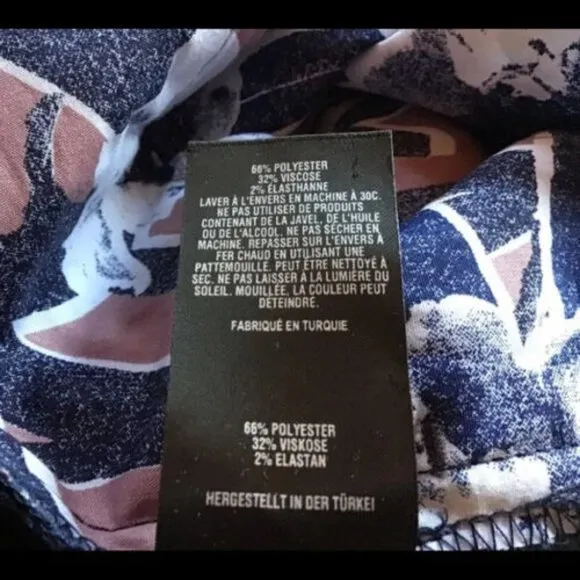 66% POLYESTER
32% VISCOSE
2% ELASTHANNE
LAVER À L'ENVERS EN MACHINE À 30C.
NE PAS UTILISER DE PRODUITS
CONTENANT DE LA JAVEL, DE L'HUILE
OU DE L'ALCOOL. NE PAS SÉCHER EN
MACHINE. REPASSER SUR L'ENVERS À
FER CHAUD EN UTILISANT UNE
PATTEMOUILLE. PEUT ÊTRE NETTOYÉ À
SEC. NE PAS LAISSER À LA LUMIÈRE DU
SOLEIL. MOUILLÉE, LA COULEUR PEUT
DÉTEINDRE.
FABRIQUÉ EN TURQUIE
66% POLYESTER
32% VISKOSE
2% ELASTAN
HERGESTELLT IN DER TÜRKEI